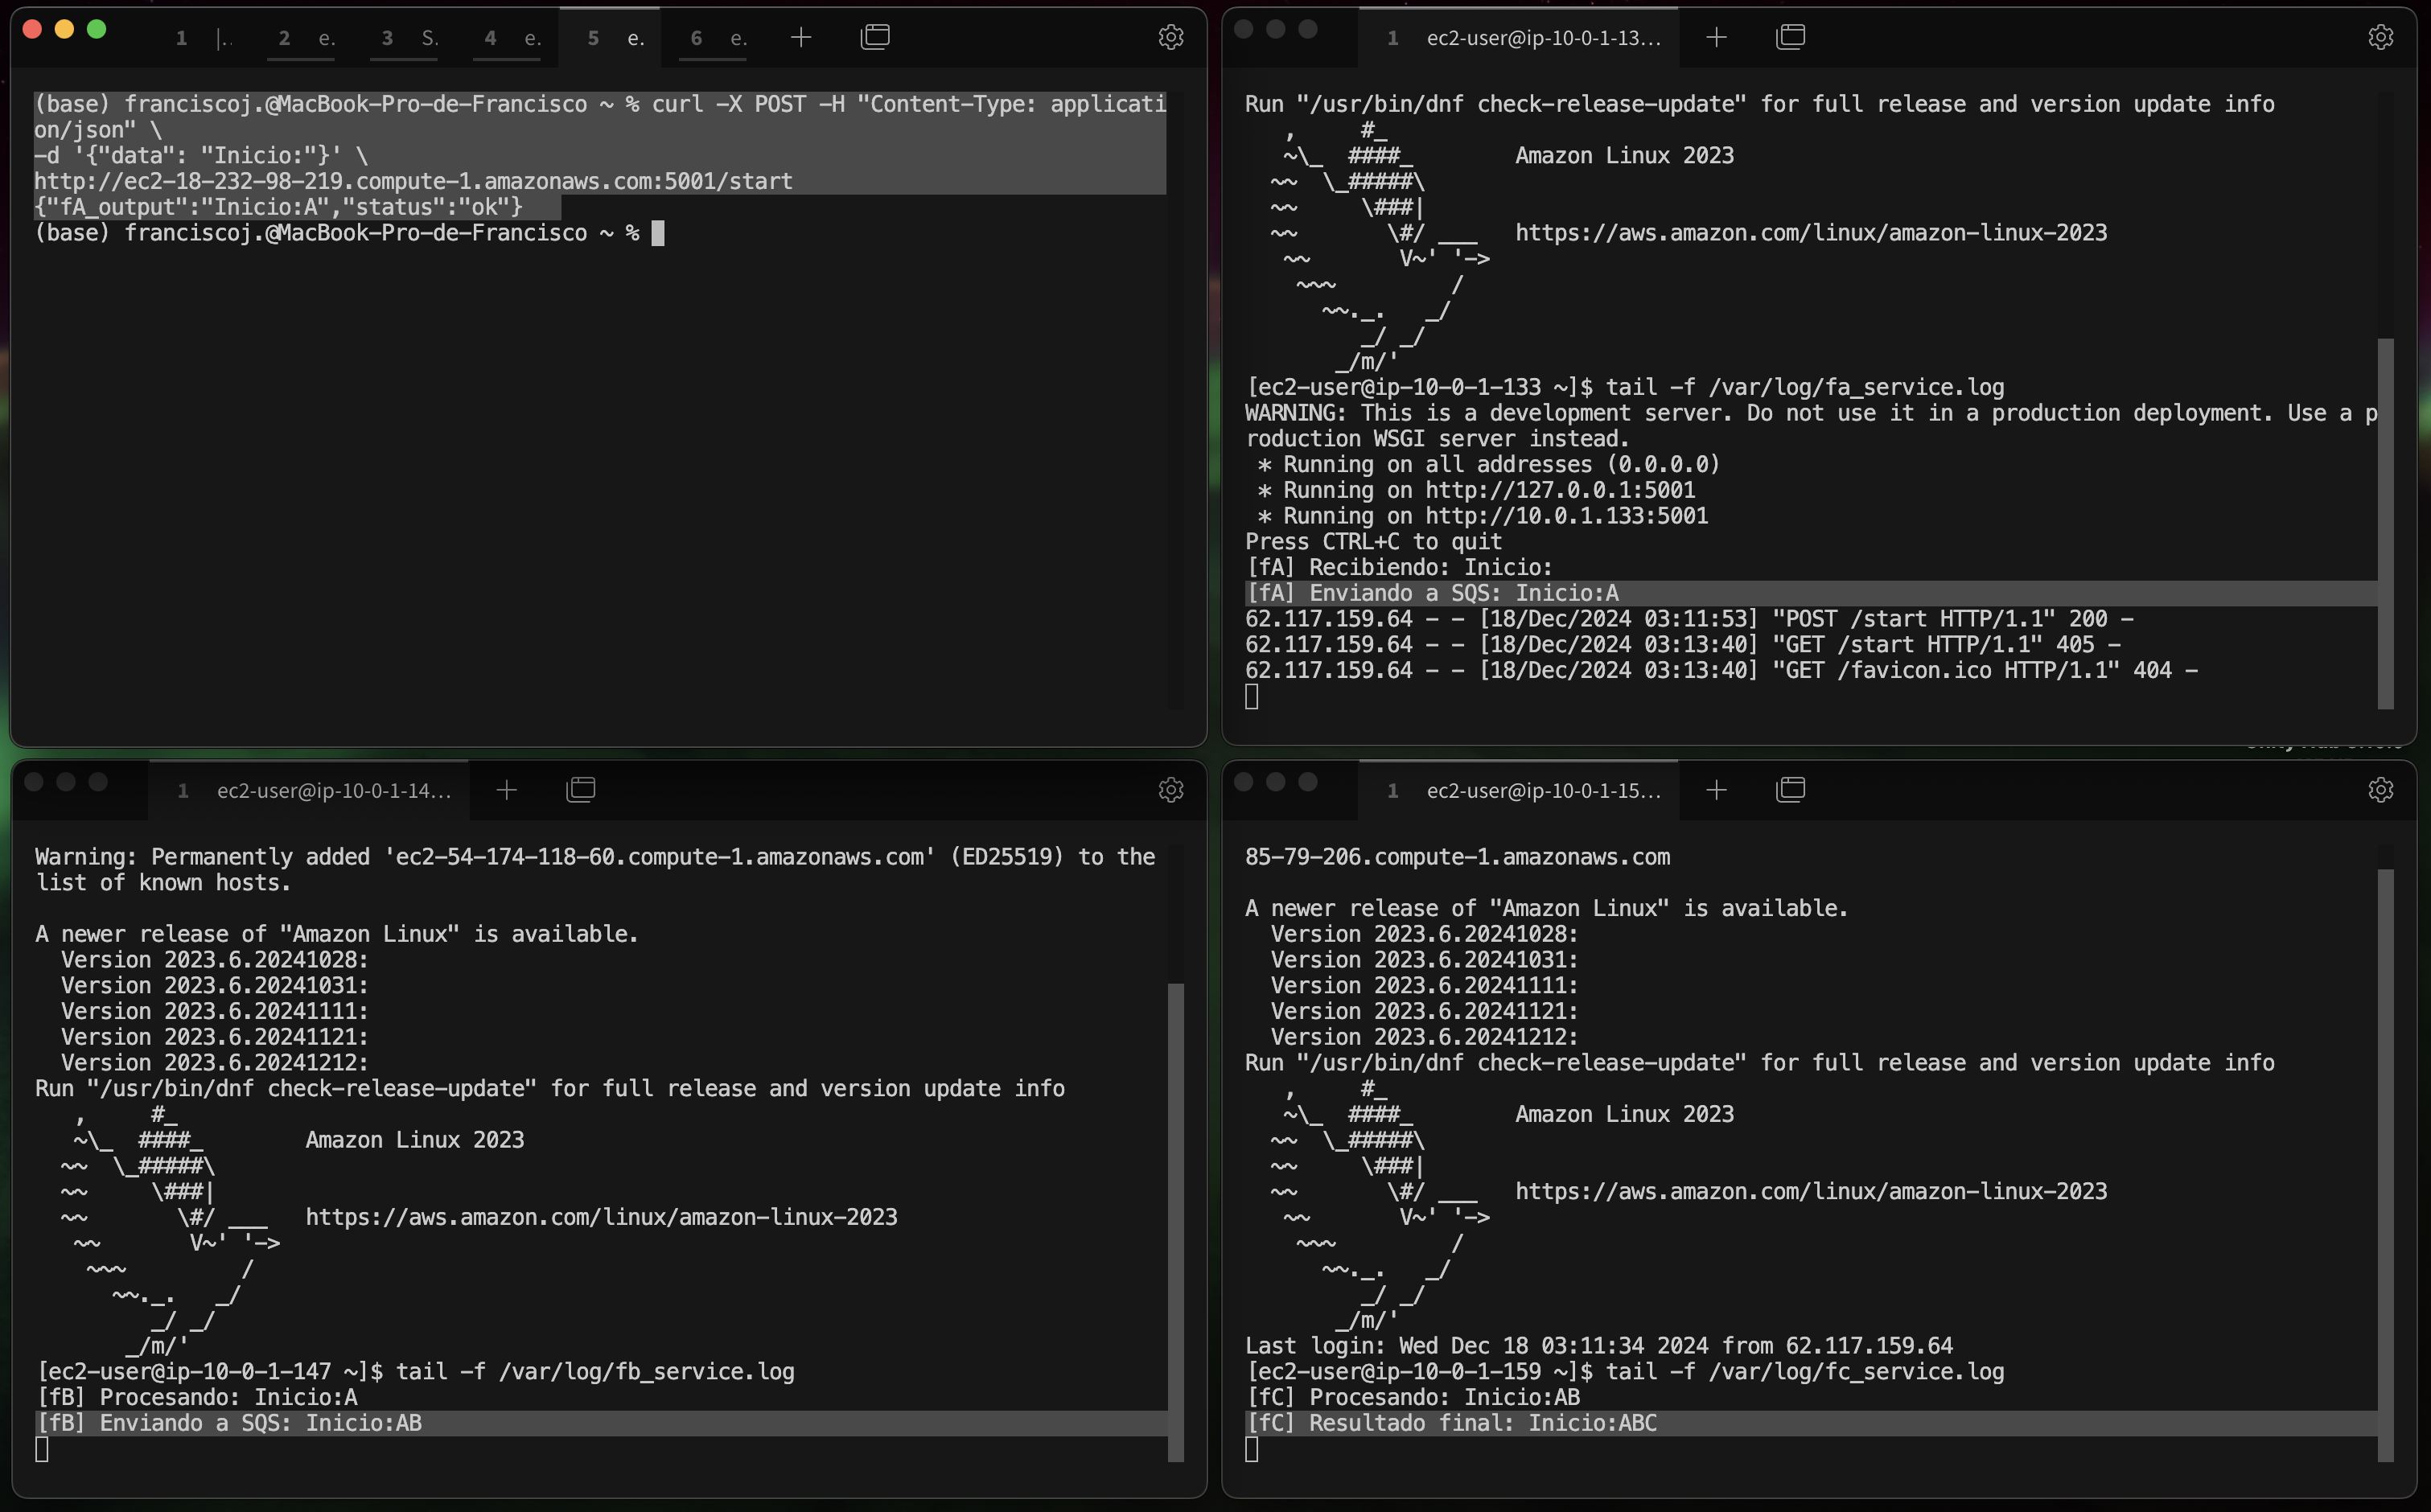 1 |..
2 e.
3 S.
4 e.
5 e.
6 e.
(base) franciscoj.@MacBook-Pro-de-Francisco ~ % curl -X POST -H "Content-Type: applicati
on/json" \
-d '{"data": "Inicio:"}' \
http://ec2-18-232-98-219.compute-1.amazonaws.com:5001/start
{"fA_output":"Inicio:A","status":"ok"}
(base) franciscoj.@MacBook-Pro-de-Francisco ~ %
1 ec2-user@ip-10-0-1-13...
Run "/usr/bin/dnf check-release-update" for full release and version update info
   ,     #_
   ~\_  ####_        Amazon Linux 2023
  ~~  \_#####\
  ~~     \###|
  ~~       \#/ ___   https://aws.amazon.com/linux/amazon-linux-2023
   ~~       V~' '->
    ~~~         /
      ~~._.   _/
         _/ _/
       _/m/'
[ec2-user@ip-10-0-1-133 ~]$ tail -f /var/log/fa_service.log
WARNING: This is a development server. Do not use it in a production deployment. Use a p
roduction WSGI server instead.
 * Running on all addresses (0.0.0.0)
 * Running on http://127.0.0.1:5001
 * Running on http://10.0.1.133:5001
Press CTRL+C to quit
[fA] Recibiendo: Inicio:
[fA] Enviando a SQS: Inicio:A
62.117.159.64 - - [18/Dec/2024 03:11:53] "POST /start HTTP/1.1" 200 -
62.117.159.64 - - [18/Dec/2024 03:13:40] "GET /start HTTP/1.1" 405 -
62.117.159.64 - - [18/Dec/2024 03:13:40] "GET /favicon.ico HTTP/1.1" 404 -
1 ec2-user@ip-10-0-1-14...
Warning: Permanently added 'ec2-54-174-118-60.compute-1.amazonaws.com' (ED25519) to the
list of known hosts.
A newer release of "Amazon Linux" is available.
  Version 2023.6.20241028:
  Version 2023.6.20241031:
  Version 2023.6.20241111:
  Version 2023.6.20241121:
  Version 2023.6.20241212:
Run "/usr/bin/dnf check-release-update" for full release and version update info
   ,     #_
   ~\_  ####_        Amazon Linux 2023
  ~~  \_#####\
  ~~     \###|
  ~~       \#/ ___   https://aws.amazon.com/linux/amazon-linux-2023
   ~~       V~' '->
    ~~~         /
      ~~._.   _/
         _/ _/
       _/m/'
[ec2-user@ip-10-0-1-147 ~]$ tail -f /var/log/fb_service.log
[fB] Procesando: Inicio:A
[fB] Enviando a SQS: Inicio:AB
1 ec2-user@ip-10-0-1-15...
85-79-206.compute-1.amazonaws.com
A newer release of "Amazon Linux" is available.
  Version 2023.6.20241028:
  Version 2023.6.20241031:
  Version 2023.6.20241111:
  Version 2023.6.20241121:
  Version 2023.6.20241212:
Run "/usr/bin/dnf check-release-update" for full release and version update info
   ,     #_
   ~\_  ####_        Amazon Linux 2023
  ~~  \_#####\
  ~~     \###|
  ~~       \#/ ___   https://aws.amazon.com/linux/amazon-linux-2023
   ~~       V~' '->
    ~~~         /
      ~~._.   _/
         _/ _/
       _/m/'
Last login: Wed Dec 18 03:11:34 2024 from 62.117.159.64
[ec2-user@ip-10-0-1-159 ~]$ tail -f /var/log/fc_service.log
[fC] Procesando: Inicio:AB
[fC] Resultado final: Inicio:ABC